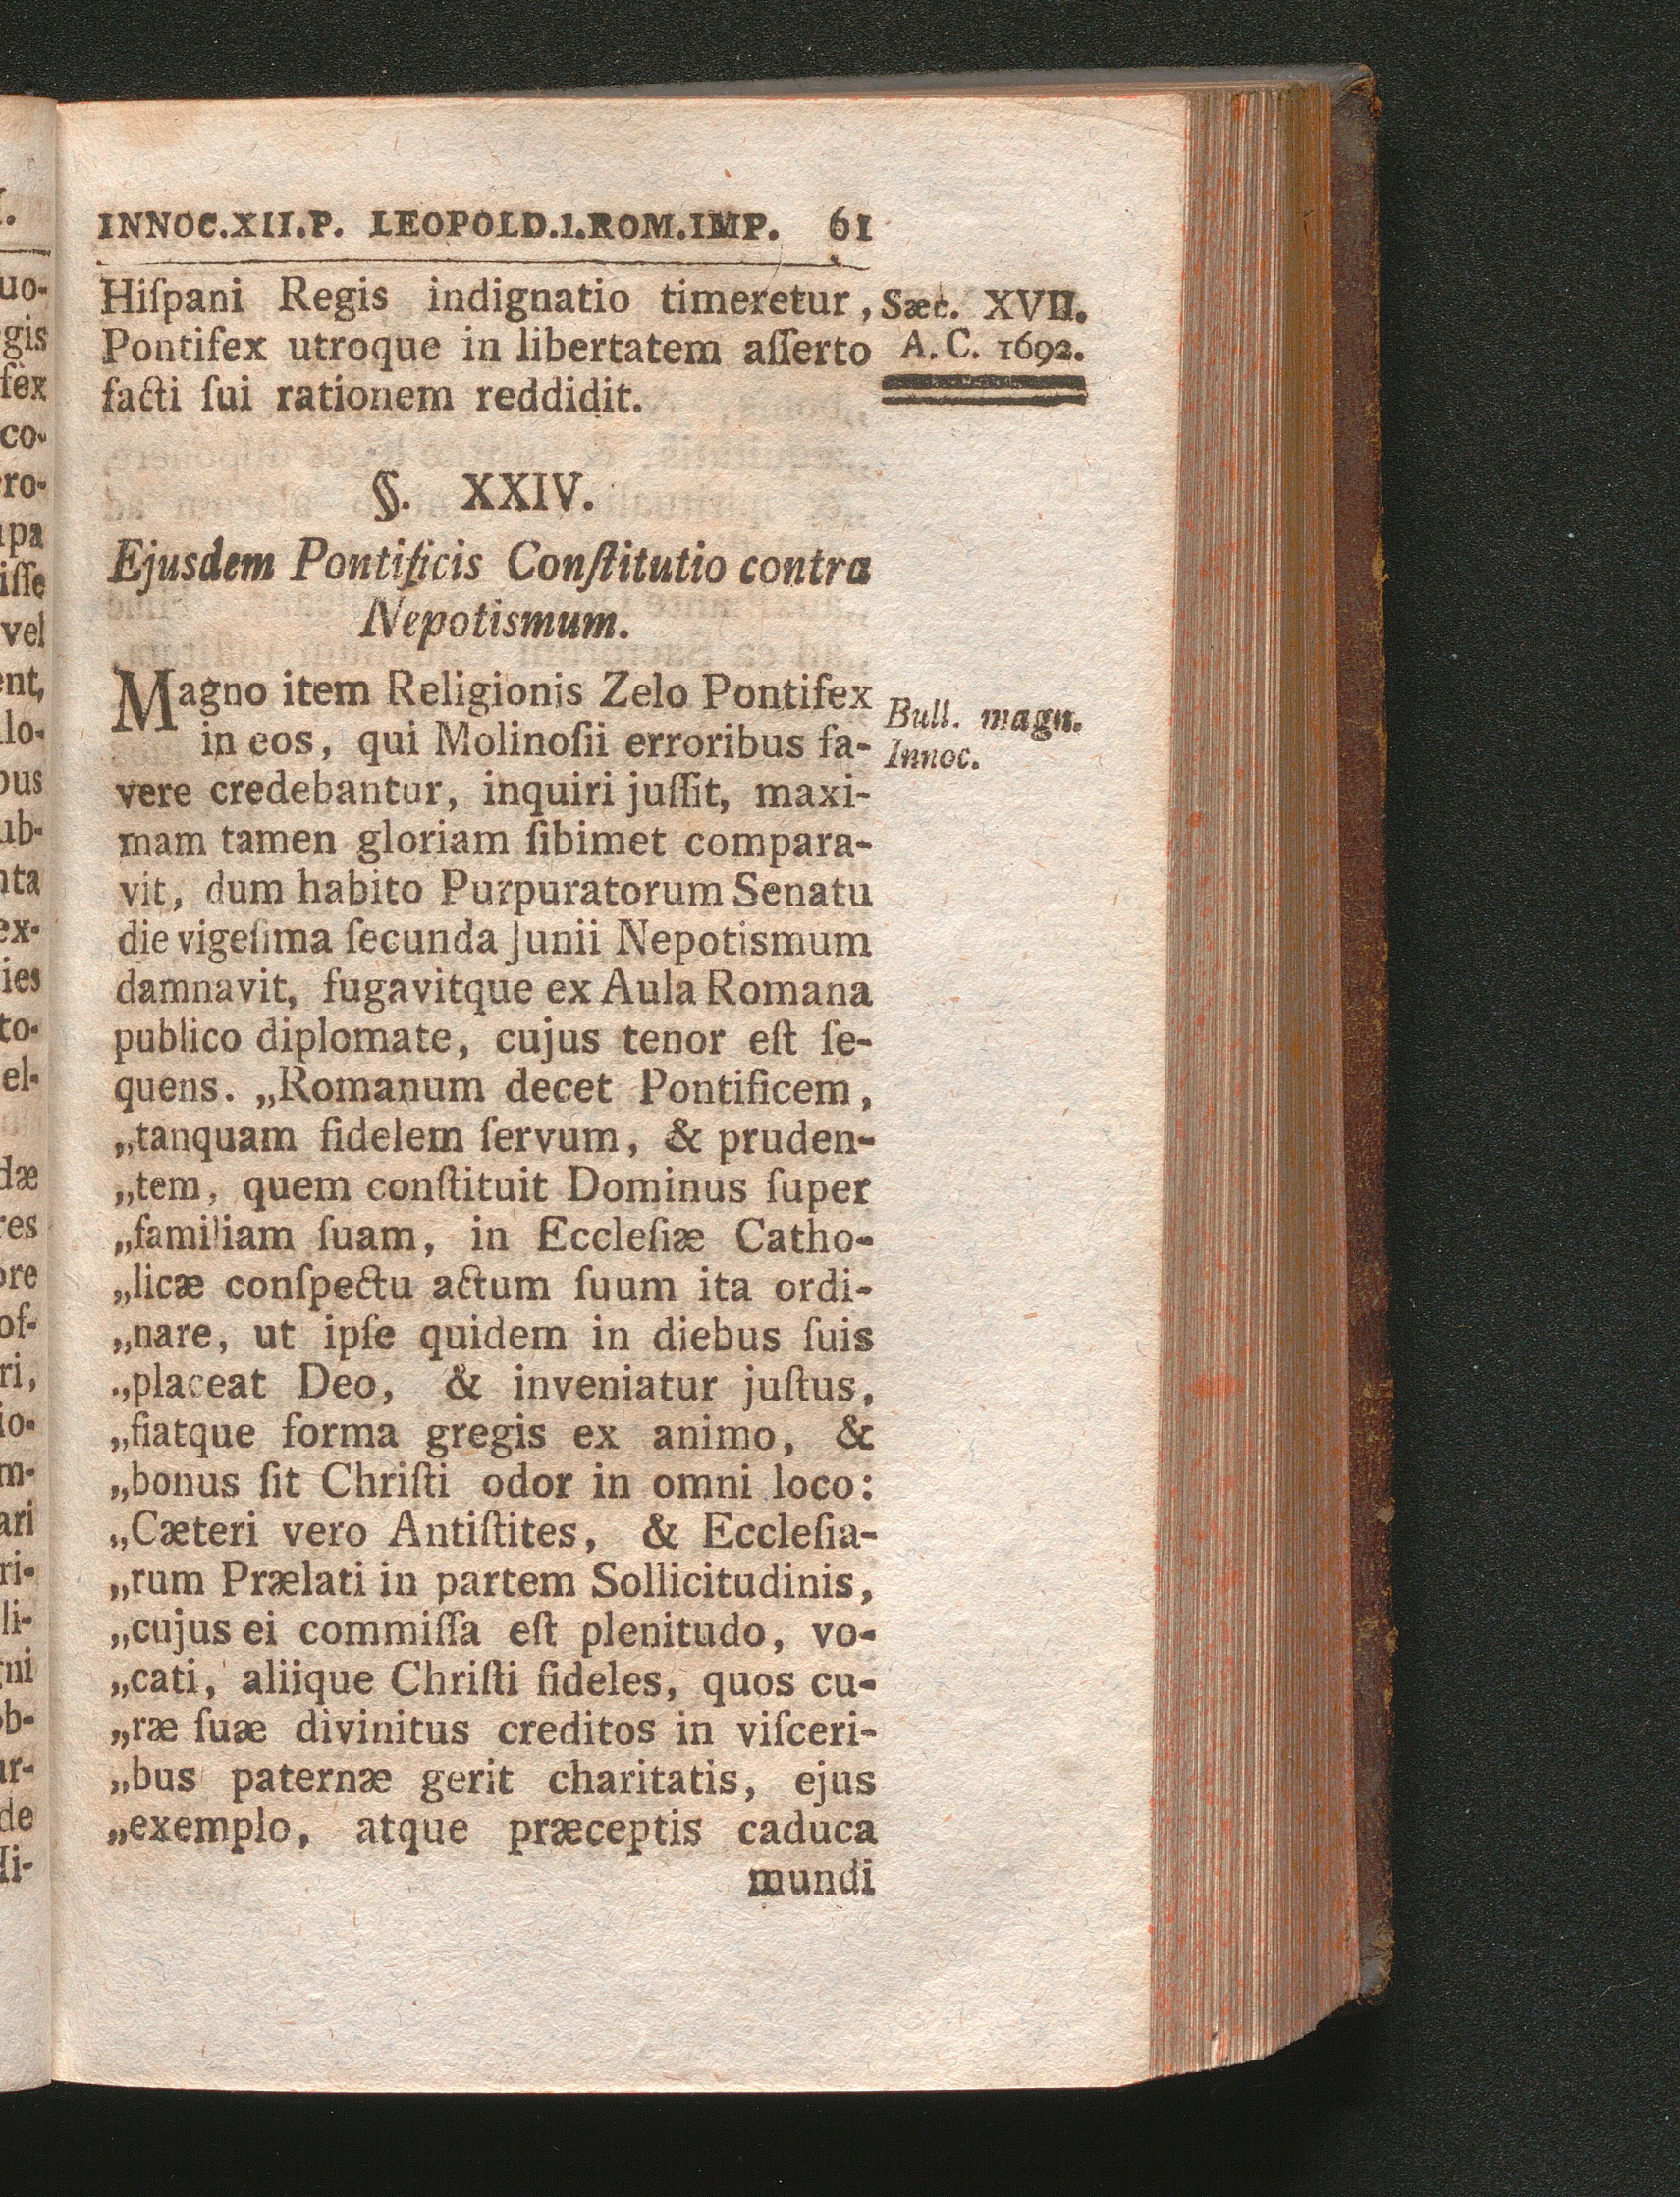 INNOC.XII.P. LEOPOLD.I.ROM.IMP. 61
Hiſpani Regis indignatio timeretur,
Pontifex utroque in libertatem aſſerto
facti ſui rationem reddidit.
Sæc. XVII.
A. C. 1692.
§. XXIV.
Ejusdem Pontificis Conſtitutio contra
Nepotismum.
Magno item Religionis Zelo Pontifex
in eos, qui Molinoſii erroribus fa-
vere credebantur, inquiri juſſit, maxi-
mam tamen gloriam ſibimet compara-
vit, dum habito Purpuratorum Senatu
die vigeſima ſecunda Junii Nepotismum
damnavit, fugavitque ex Aula Romana
publico diplomate, cujus tenor eſt ſe-
quens. „Romanum decet Pontificem,
„tanquam fidelem ſervum, & pruden-
„tem, quem conſtituit Dominus ſuper
„familiam ſuam, in Eccleſiæ Catho-
„licæ conſpectu actum ſuum ita ordi-
„nare, ut ipſe quidem in diebus ſuis
„placeat Deo, & inveniatur juſtus,
„fiatque forma gregis ex animo, &
„bonus ſit Chriſti odor in omni loco:
„Cæteri vero Antiſtites, & Eccleſia-
„rum Prælati in partem Sollicitudinis,
„cujus ei commiſſa eſt plenitudo, vo-
„cati, aliique Chriſti fideles, quos cu-
„ræ ſuæ divinitus creditos in viſceri-
„bus paternæ gerit charitatis, ejus
„exemplo, atque præceptis caduca
mundi
Bull. magn.
Innoc.